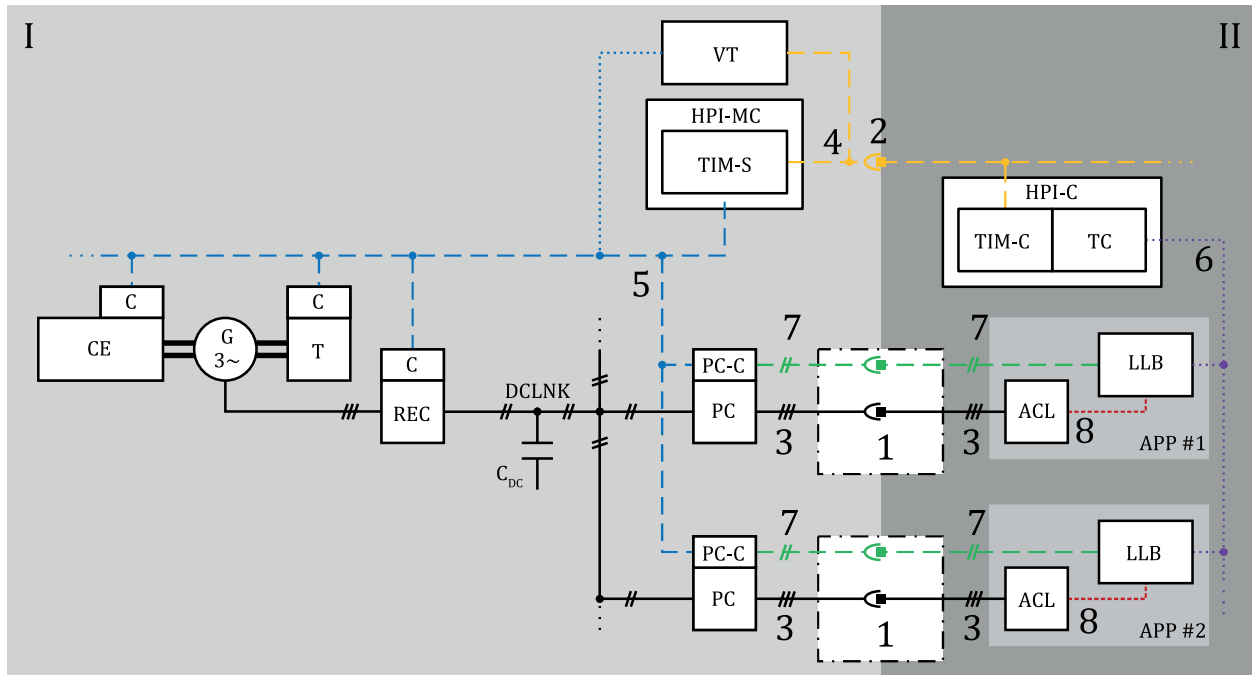 I
II
VT
HPI-MC
TIM-S
4
2
HPI-C
TIM-C
TC
6
5
C
CE
G
3~
C
T
C
REC
DCLNK
C_DC
PC-C
PC
7
3
1
7
3
LLB
ACL
8
APP #1
PC-C
PC
7
3
1
7
3
LLB
ACL
8
APP #2